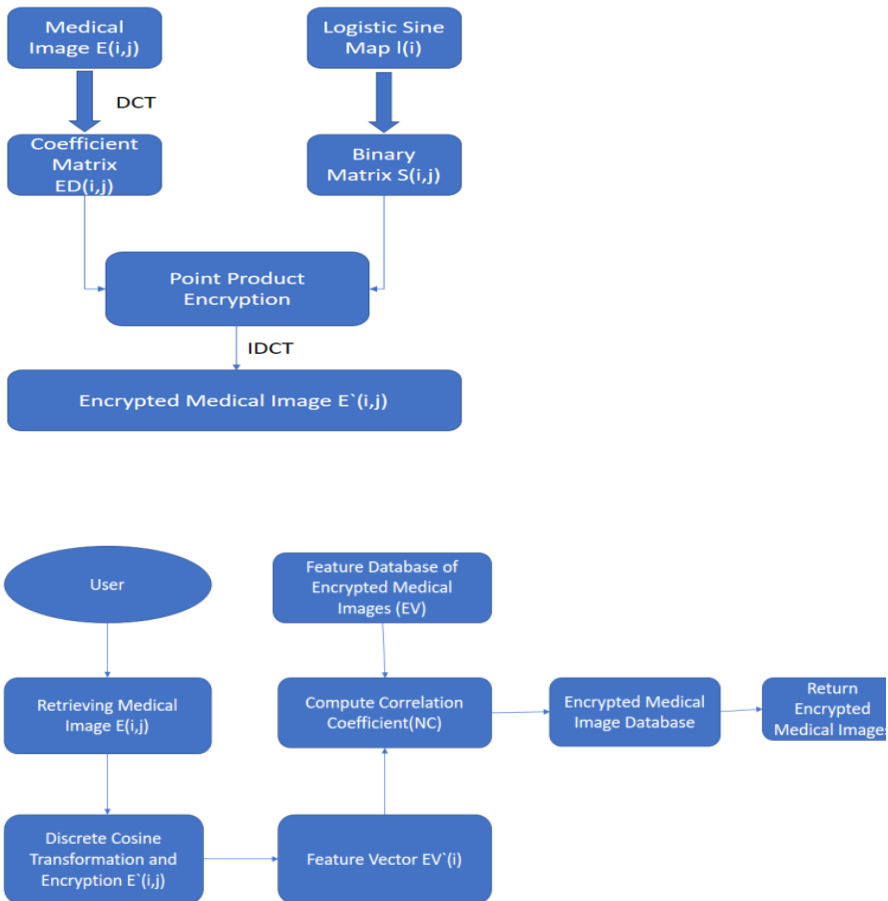 Medical
Image E(i,j)
Logistic Sine
Map l(i)
DCT
Coefficient
Matrix
ED(i,j)
Binary
Matrix S(i,j)
Point Product
Encryption
IDCT
Encrypted Medical Image E`(i,j)
User
Feature Database of
Encrypted Medical
Images (EV)
Retrieving Medical
Image E(i,j)
Compute Correlation
Coefficient(NC)
Encrypted Medical
Image Database
Return
Encrypted
Medical Images
Discrete Cosine
Transformation and
Encryption E`(i,j)
Feature Vector EV`(i)